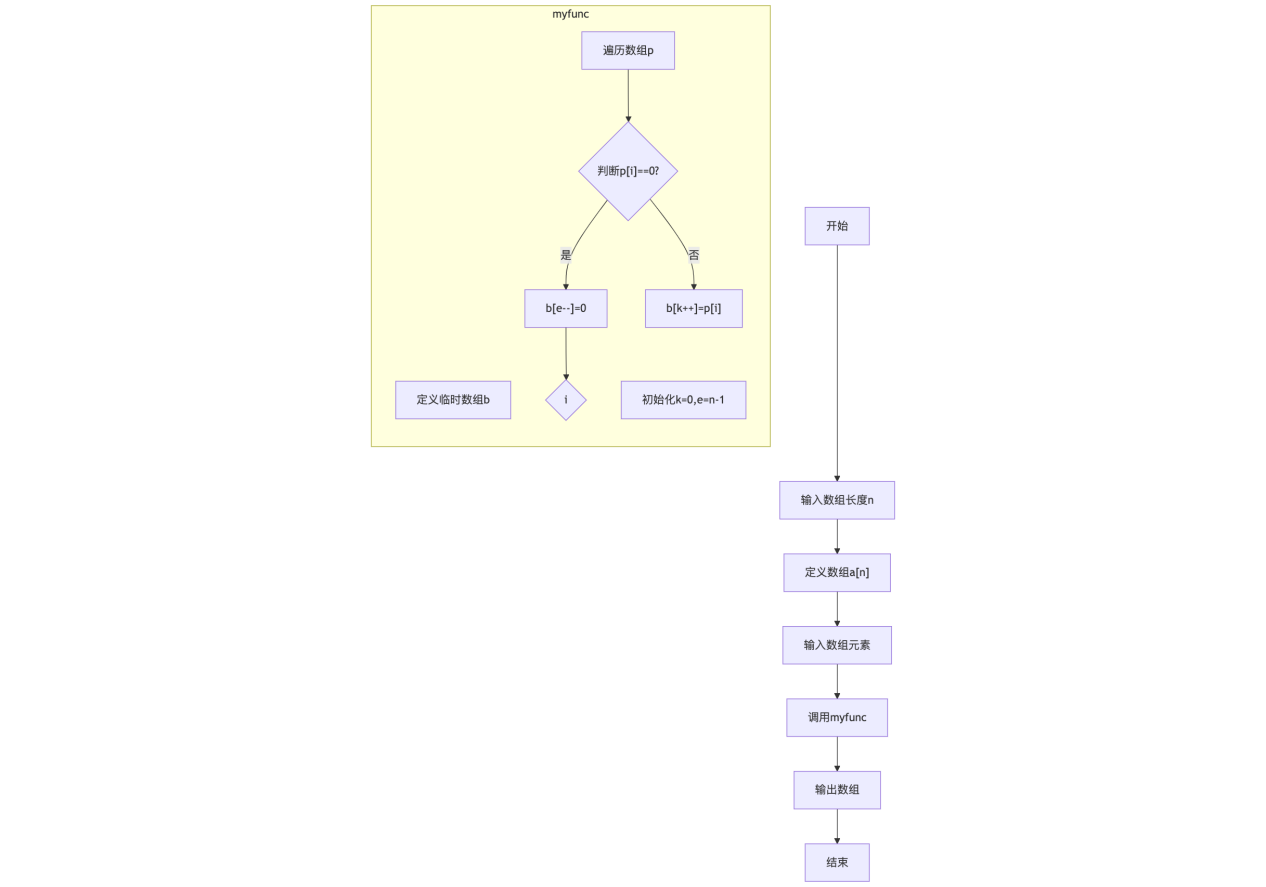 myfunc
遍历数组p
判断p[i]==0?
是
否
b[e--]=0
b[k++]=p[i]
定义临时数组b
i
初始化k=0,e=n-1
开始
输入数组长度n
定义数组a[n]
输入数组元素
调用myfunc
输出数组
结束